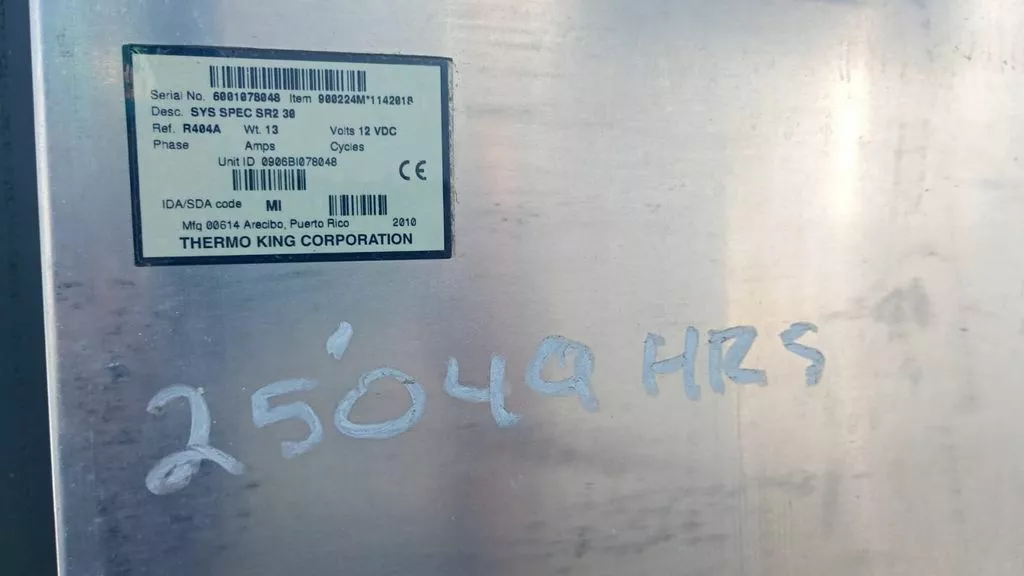 Serial No. 6001078048 Item 900224M*1142018
Desc. SYS SPEC SR2 30
Ref. R404A Wt. 13 Volts 12 VDC
Phase Amps Cycles
Unit ID 0906BI078048
CE
IDA/SDA code MI
Mfg 00614 Arecibo, Puerto Rico 2010
THERMO KING CORPORATION
25'049 HRS